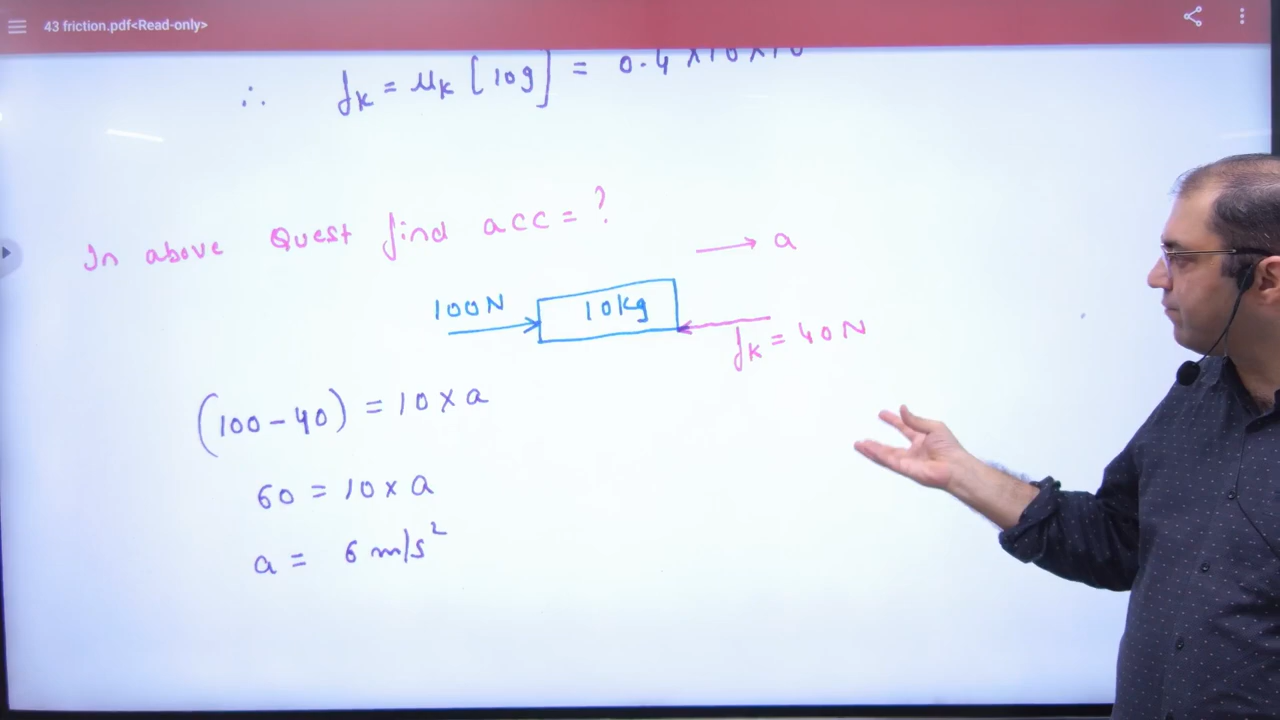 43 friction.pdf<Read-only>
∴ fk = μk [10g] = 0.4 × 10 × 10
In above Quest find acc = ?
→ a
100N
10kg
fk = 40N
(100 - 40) = 10 × a
60 = 10 × a
a = 6 m/s²